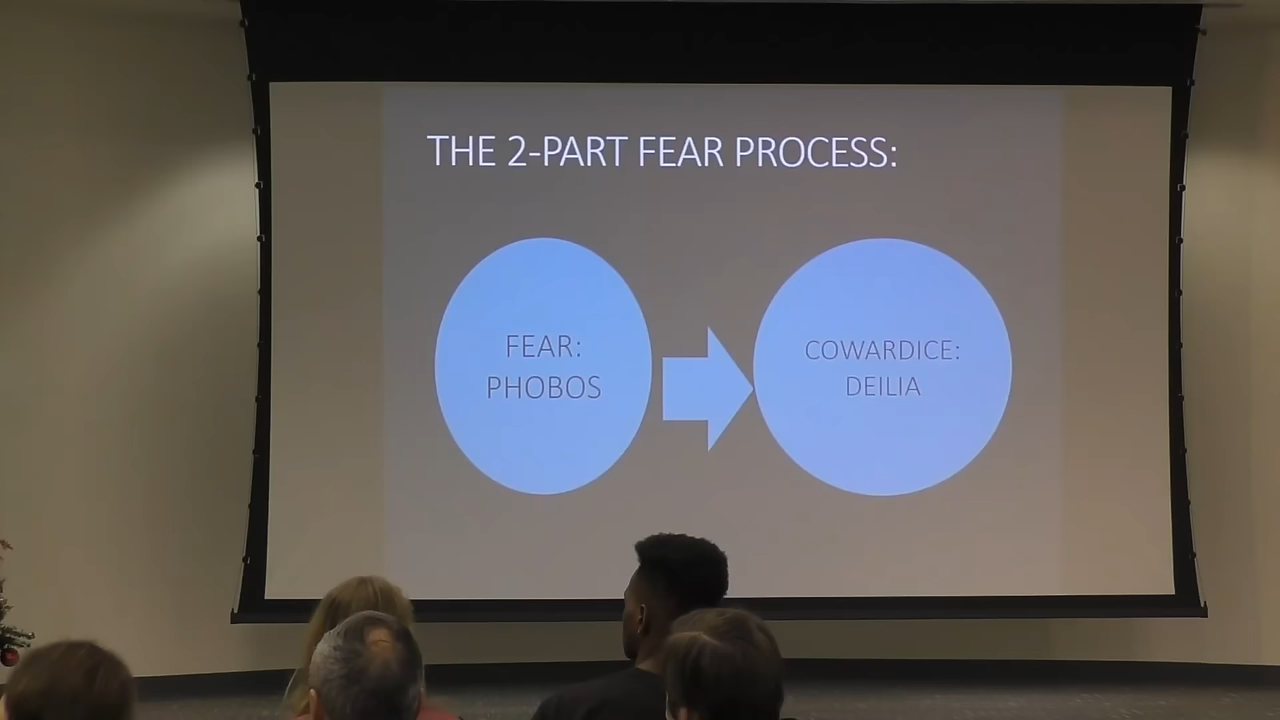 THE 2-PART FEAR PROCESS:
FEAR:
PHOBOS
COWARDICE:
DEILIA